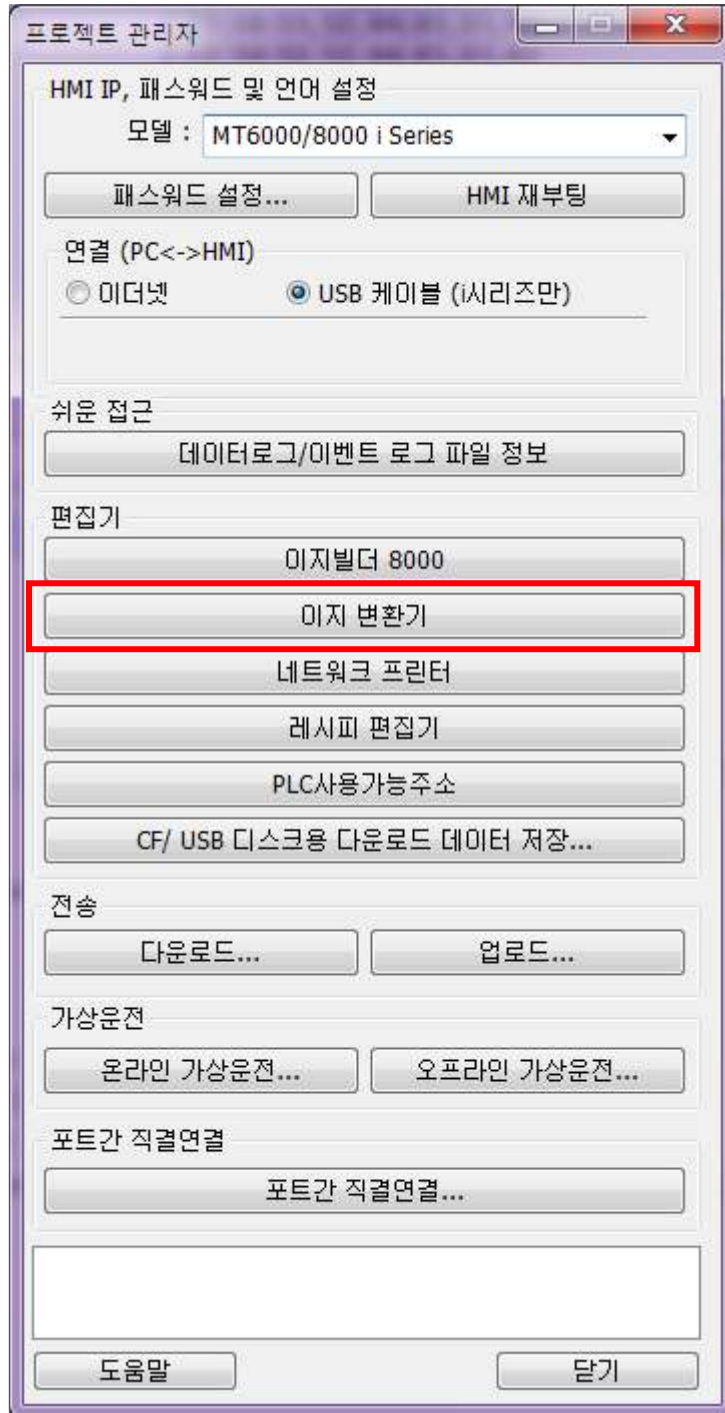 프로젝트 관리자
HMI IP, 패스워드 및 언어 설정
모델 : MT6000/8000 i Series
패스워드 설정... HMI 재부팅
연결 (PC<->HMI)
이더넷 USB 케이블 (i시리즈만)
쉬운 접근
데이터로그/이벤트 로그 파일 정보
편집기
이지빌더 8000
이지 변환기
네트워크 프린터
레시피 편집기
PLC사용가능주소
CF/ USB 디스크용 다운로드 데이터 저장...
전송
다운로드... 업로드...
가상운전
온라인 가상운전... 오프라인 가상운전...
포트간 직결연결
포트간 직결연결...
도움말 닫기